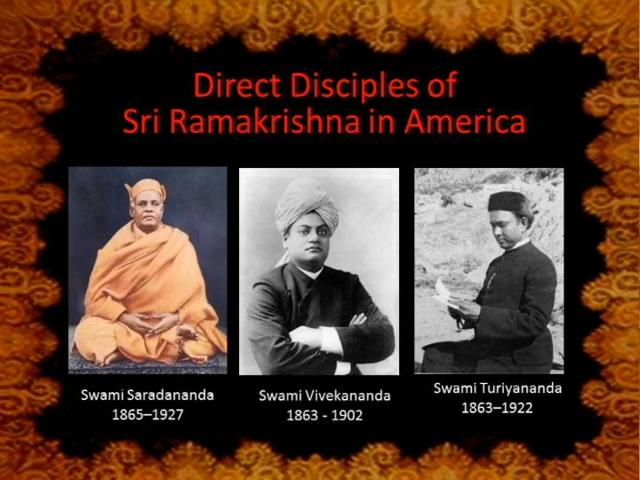 Direct Disciples of
Sri Ramakrishna in America
Swami Saradananda
1865–1927
Swami Vivekananda
1863 - 1902
Swami Turiyananda
1863–1922